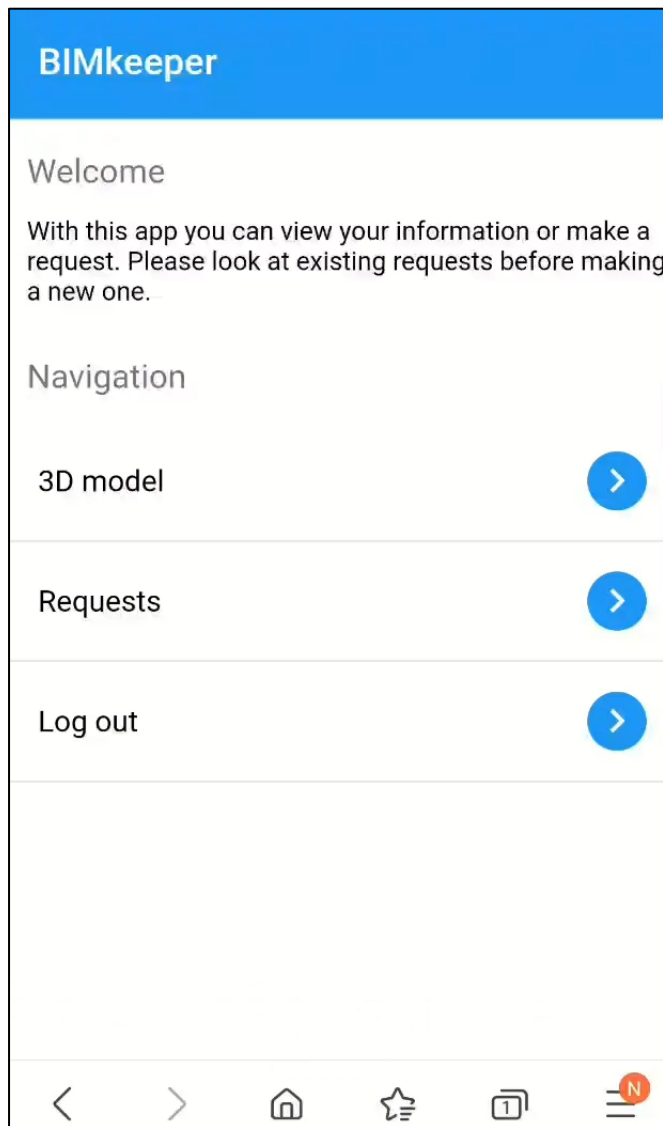 BIMkeeper
Welcome
With this app you can view your information or make a
request. Please look at existing requests before making
a new one.
Navigation
3D model
Requests
Log out
1
N